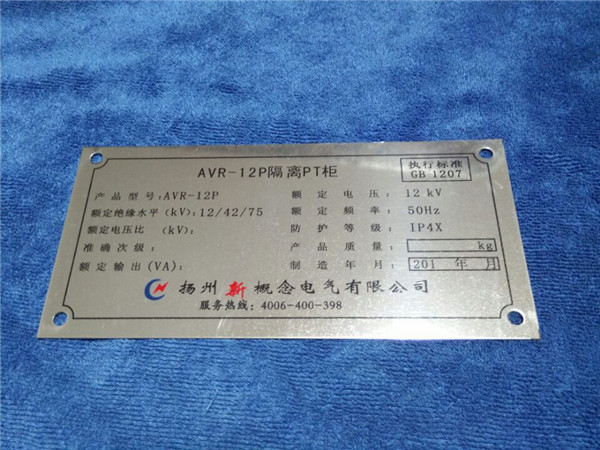 AVR-12P隔离PT柜
执行标准
GB 1207
产品型号:AVR-12P
额定电压: 12 kV
额定绝缘水平(kV):12/42/75
额定频率: 50Hz
额定电压比 (kV):
防护等级: IP4X
准确次级:
产品质量: kg
额定输出(VA):
制造年月: 201 年 月
扬州新概念电气有限公司
服务热线:4006-400-398